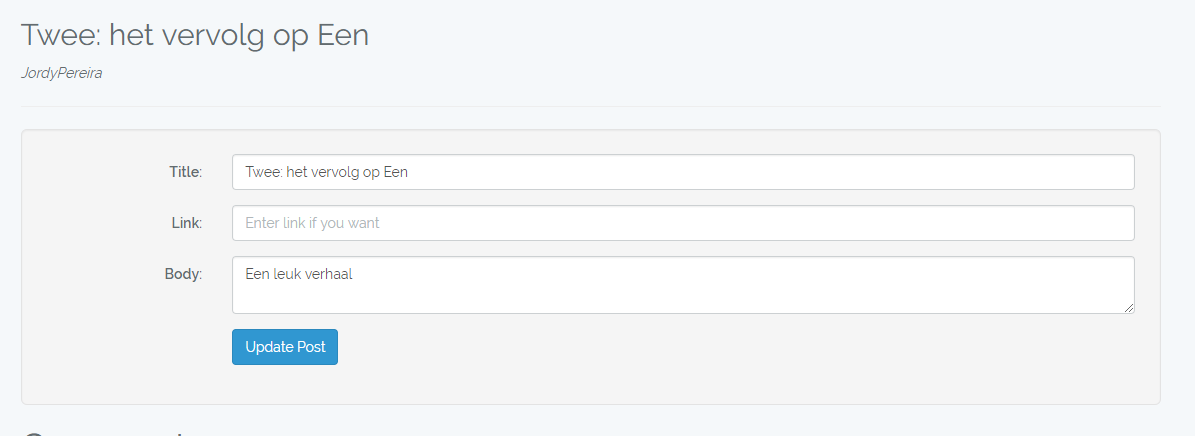 Twee: het vervolg op Een
JordyPereira
Title: Twee: het vervolg op Een
Link: Enter link if you want
Body: Een leuk verhaal
Update Post